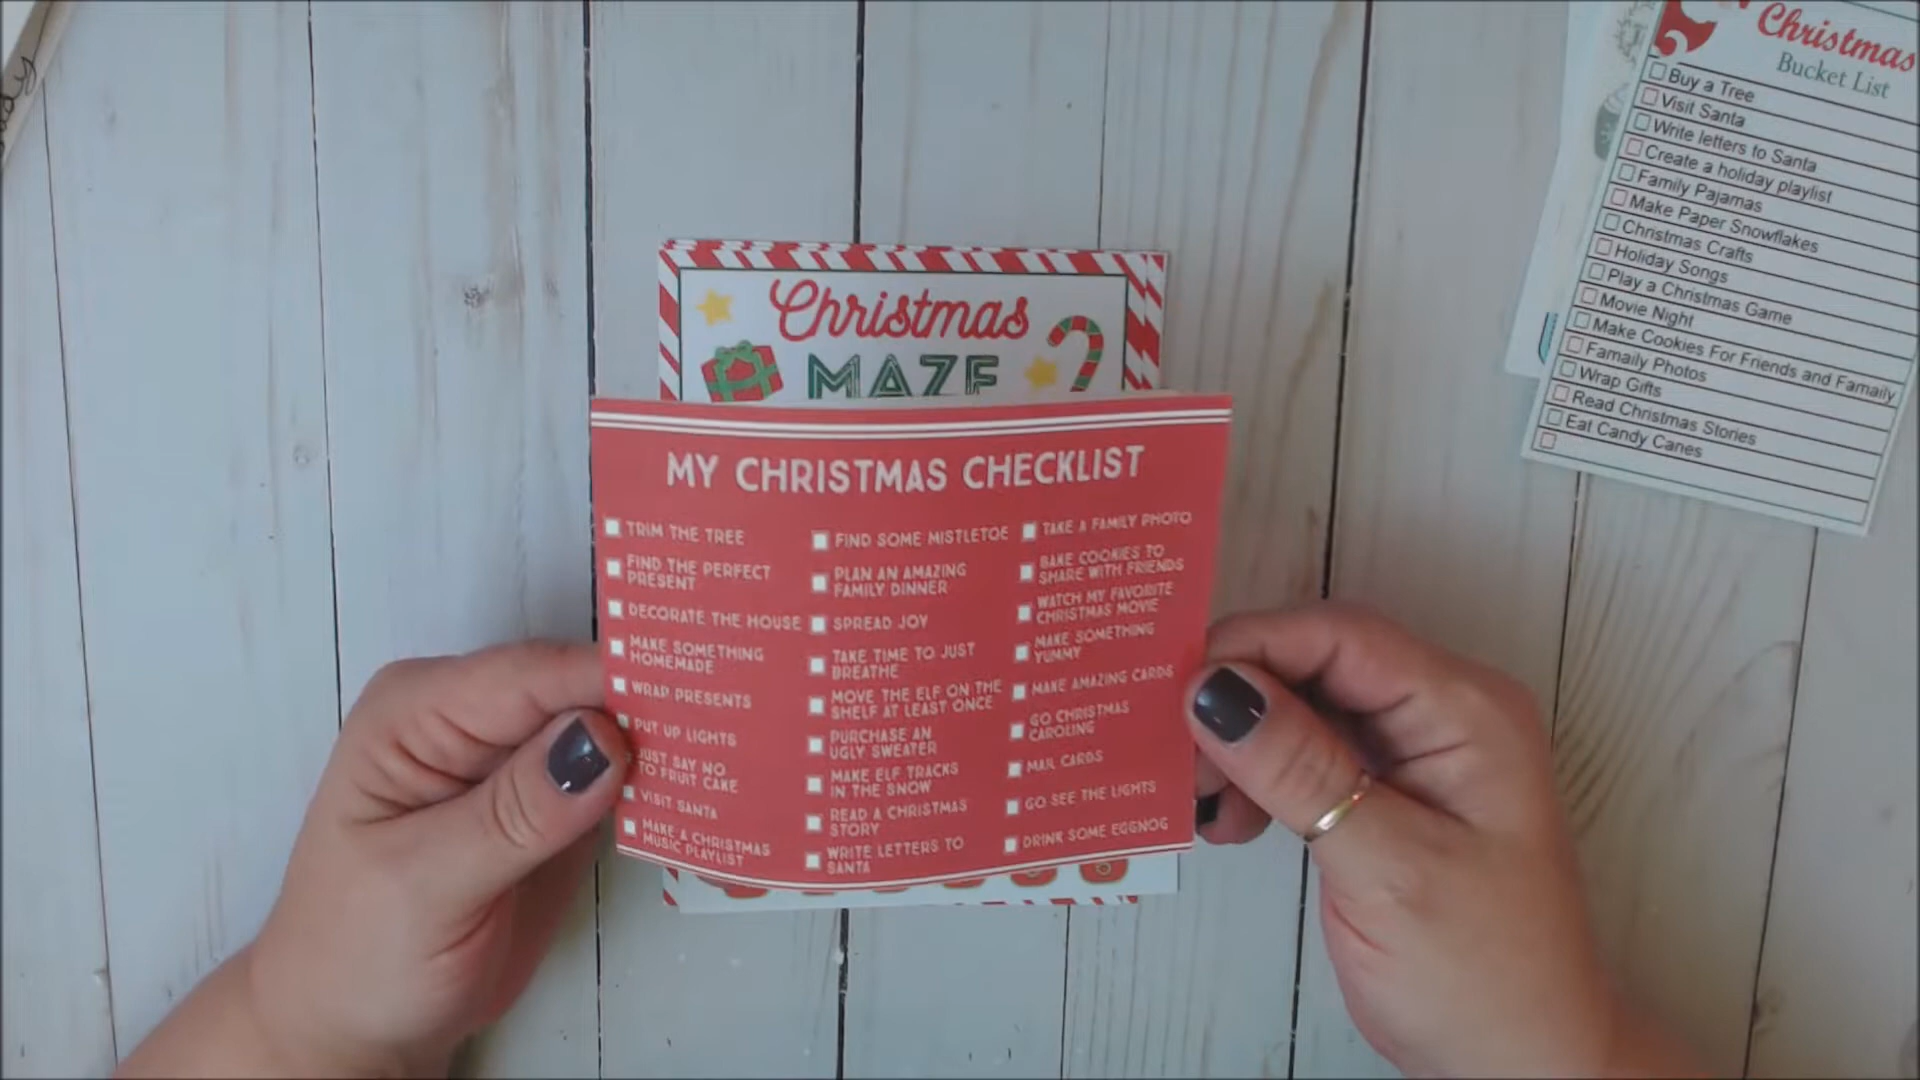 Christmas
MAZE
MY CHRISTMAS CHECKLIST
TRIM THE TREE
FIND THE PERFECT
PRESENT
DECORATE THE HOUSE
MAKE SOMETHING
HOMEMADE
WRAP PRESENTS
PUT UP LIGHTS
JUST SAY NO
TO FRUIT CAKE
VISIT SANTA
MAKE A CHRISTMAS
MUSIC PLAYLIST
FIND SOME MISTLETOE
PLAN AN AMAZING
FAMILY DINNER
SPREAD JOY
TAKE TIME TO JUST
BREATHE
MOVE THE ELF ON THE
SHELF AT LEAST ONCE
PURCHASE AN
UGLY SWEATER
MAKE ELF TRACKS
IN THE SNOW
READ A CHRISTMAS
STORY
WRITE LETTERS TO
SANTA
TAKE A FAMILY PHOTO
BAKE COOKIES TO
SHARE WITH FRIENDS
WATCH MY FAVORITE
CHRISTMAS MOVIE
MAKE SOMETHING
YUMMY
MAKE AMAZING CARDS
GO CHRISTMAS
CAROLING
MAIL CARDS
GO SEE THE LIGHTS
DRINK SOME EGGNOG
Christmas
Bucket List
Buy a Tree
Visit Santa
Write letters to Santa
Create a holiday playlist
Family Pajamas
Make Paper Snowflakes
Christmas Crafts
Holiday Songs
Play a Christmas Game
Movie Night
Make Cookies For Friends and Famaily
Famaily Photos
Wrap Gifts
Read Christmas Stories
Eat Candy Canes